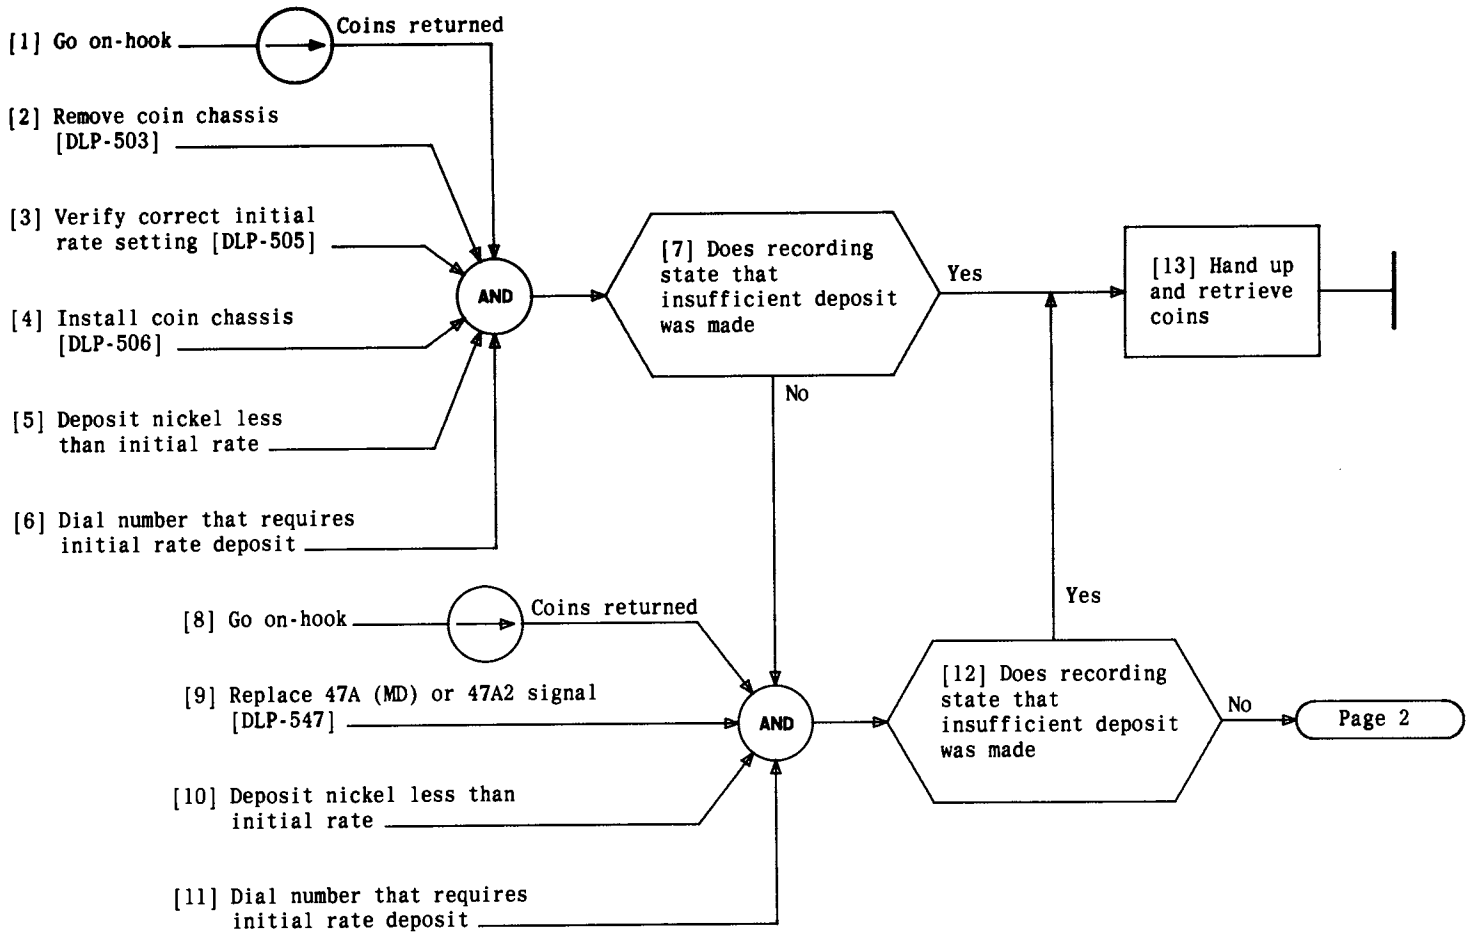 [1] Go on-hook
Coins returned
[2] Remove coin chassis
[DLP-503]
[3] Verify correct initial
rate setting [DLP-505]
[4] Install coin chassis
[DLP-506]
[5] Deposit nickel less
than initial rate
[6] Dial number that requires
initial rate deposit
AND
[7] Does recording
state that
insufficient deposit
was made
Yes
No
[13] Hand up
and retrieve
coins
[8] Go on-hook
Coins returned
[9] Replace 47A (MD) or 47A2 signal
[DLP-547]
[10] Deposit nickel less than
initial rate
[11] Dial number that requires
initial rate deposit
AND
[12] Does recording
state that
insufficient deposit
was made
Yes
No
Page 2